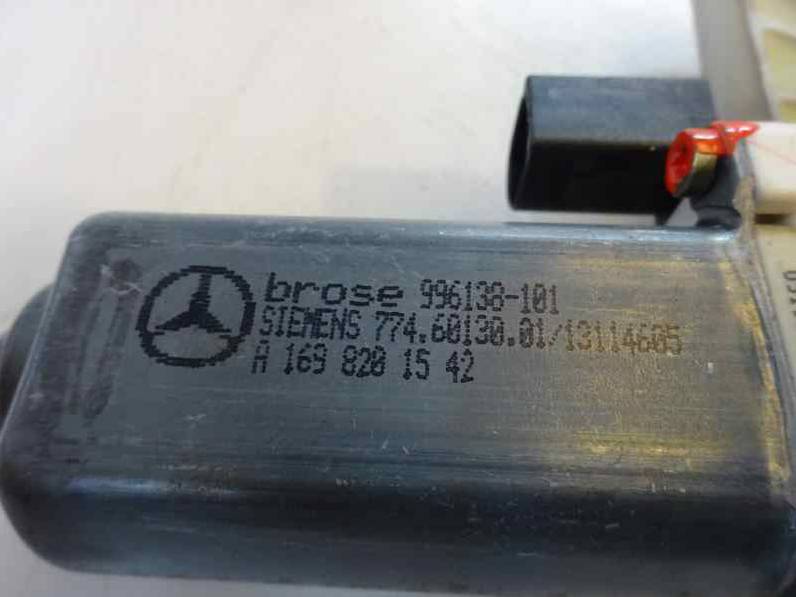 brose 996138-101
SIEMENS 774.60130.01/13114605
A 169 820 15 42